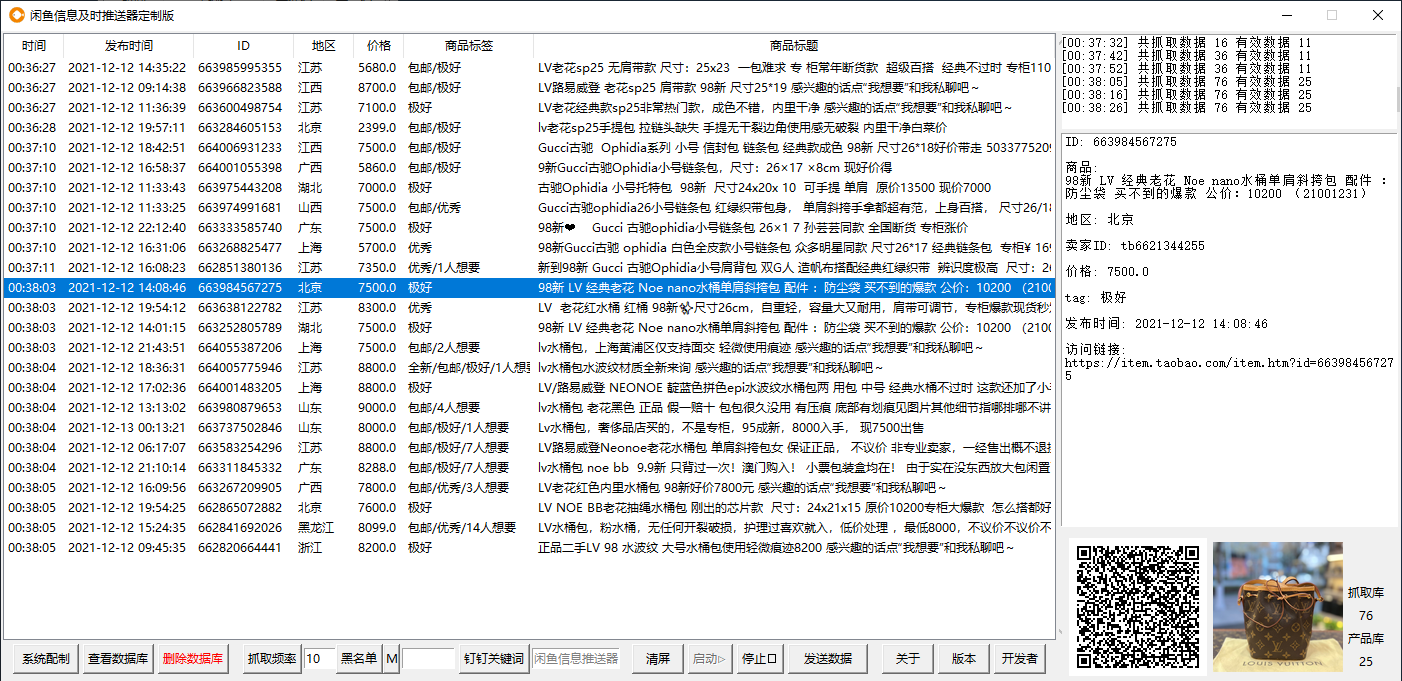 闲鱼信息及时推送器定制版
时间 发布时间 ID 地区 价格 商品标签 商品标题
00:36:27 2021-12-12 14:35:22 663985995355 江苏 5680.0 包邮/极好 LV老花sp25 无肩带款 尺寸：25x23 一包难求 专 柜常年断货款 超级百搭 经典不过时 专柜110
00:36:27 2021-12-12 09:14:38 663966823588 江西 8700.0 包邮/极好 LV路易威登 老花sp25 肩带款 98新 尺寸25*19 感兴趣的话点“我想要”和我私聊吧～
00:36:27 2021-12-12 11:36:39 663600498754 江苏 7100.0 极好 LV老花经典款sp25非常热门款，成色不错，内里干净 感兴趣的话点“我想要”和我私聊吧～
00:36:28 2021-12-12 19:57:11 663284605153 北京 2399.0 包邮/极好 lv老花sp25手提包 拉链头缺失 手提无干裂边角使用感无破裂 内里干净白菜价
00:37:10 2021-12-12 18:42:51 664006931233 江西 7500.0 包邮/极好 Gucci古驰 Ophidia系列 小号 信封包 链条包 经典款成色 98新 尺寸26*18好价带走 503377520
00:37:10 2021-12-12 16:58:37 664001055398 广西 5860.0 包邮/极好 9新Gucci古驰Ophidia小号链条包，尺寸：26×17 ×8cm 现好价得
00:37:10 2021-12-12 11:33:43 663975443208 湖北 7000.0 极好 古驰Ophidia 小号托特包 98新 尺寸24x20x 10 可手提 单肩 原价13500 现价7000
00:37:10 2021-12-12 11:33:25 663974991681 山西 7500.0 包邮/优秀 Gucci古驰ophidia26小号链条包 红绿织带包身， 单肩斜挎手拿都超有范，上身百搭， 尺寸26/18
00:37:10 2021-12-12 22:12:40 663333585740 广东 7500.0 极好 98新❤ Gucci 古驰ophidia小号链条包 26×1 7 孙芸芸同款 全国断货 专柜涨价
00:37:10 2021-12-12 16:31:06 663268825477 上海 5700.0 优秀 98新Gucci古驰 ophidia 白色全皮款小号链条包 众多明星同款 尺寸26*17 经典链条包 专柜¥ 16
00:37:11 2021-12-12 16:08:23 662851380136 江苏 7350.0 优秀/1人想要 新到98新 Gucci 古驰Ophidia小号肩背包 双G人 造帆布搭配经典红绿织带 辨识度极高 尺寸：2
00:38:03 2021-12-12 14:08:46 663984567275 北京 7500.0 极好 98新 LV 经典老花 Noe nano水桶单肩斜挎包 配件 ：防尘袋 买不到的爆款 公价：10200 （2100
00:38:03 2021-12-12 19:54:12 663638122782 江苏 8300.0 优秀 LV 老花红水桶 红桶 98新✨尺寸26cm，自重轻，容量大又耐用，肩带可调节，专柜爆款现货秒
00:38:03 2021-12-12 14:01:15 663252805789 湖北 7500.0 极好 98新 LV 经典老花 Noe nano水桶单肩斜挎包 配件 ：防尘袋 买不到的爆款 公价：10200 （2100
00:38:03 2021-12-12 21:43:51 664055387206 上海 7500.0 包邮/2人想要 lv水桶包，上海黄浦区仅支持面交 轻微使用痕迹 感兴趣的话点“我想要”和我私聊吧～
00:38:04 2021-12-12 18:36:31 664005775946 江苏 8800.0 全新/包邮/极好/1人想要 lv水桶包水波纹材质全新来询 感兴趣的话点“我想要”和我私聊吧～
00:38:04 2021-12-12 17:02:36 664001483205 上海 8800.0 极好 LV/路易威登 NEONOE 靛蓝色拼色epi水波纹水桶包两 用包 中号 经典水桶不过时 这款还加了小
00:38:04 2021-12-12 13:13:02 663980879653 山东 9000.0 包邮/4人想要 lv水桶包 老花黑色 正品 假一赔十 包包很久没用 有压痕 底部有划痕见图片其他细节指哪排哪不讲
00:38:04 2021-12-13 00:13:21 663737502846 山东 8000.0 包邮/极好/1人想要 lv水桶包，奢侈品店买的，不是专柜，95成新，8000入手， 现7500出售
00:38:04 2021-12-12 06:17:07 663583254296 江苏 8800.0 包邮/极好/7人想要 LV路易威登Neonoe老花水桶包 单肩斜挎包女 保证正品， 不议价 非专业卖家，一经售出概不退
00:38:04 2021-12-12 21:10:14 663311845332 广东 8288.0 包邮/极好/7人想要 lv水桶包 noe bb 9.9新 只背过一次！澳门购入！ 小票包装盒均在！ 由于实在没东西放大包闲置
00:38:05 2021-12-12 16:09:56 663267209905 广西 7800.0 包邮/优秀/3人想要 LV老花红色内里水桶包 98新好价7800元 感兴趣的话点“我想要”和我私聊吧～
00:38:05 2021-12-12 19:54:25 662865072882 北京 7600.0 极好 LV NOE BB老花抽绳水桶包 刚出的芯片款 尺寸：24x21x15 原价10200专柜大爆款 怎么搭都好
00:38:05 2021-12-12 15:24:35 662841692026 黑龙江 8099.0 包邮/优秀/14人想要 LV水桶包，粉水桶，无任何开裂破损，护理过喜欢就入，低价处理 ，最低8000，不议价不议价不
00:38:05 2021-12-12 09:45:35 662820664441 浙江 8200.0 极好 正品二手LV 98 水波纹 大号水桶包使用轻微痕迹8200 感兴趣的话点“我想要”和我私聊吧～
[00:37:32] 共抓取数据 16 有效数据 11
[00:37:42] 共抓取数据 36 有效数据 11
[00:37:52] 共抓取数据 36 有效数据 11
[00:38:05] 共抓取数据 76 有效数据 25
[00:38:16] 共抓取数据 76 有效数据 25
[00:38:26] 共抓取数据 76 有效数据 25
ID: 663984567275
商品:
98新 LV 经典老花 Noe nano水桶单肩斜挎包 配件 ：
防尘袋 买不到的爆款 公价：10200 （21001231）
地区: 北京
卖家ID: tb6621344255
价格: 7500.0
tag: 极好
发布时间: 2021-12-12 14:08:46
访问链接:
https://item.taobao.com/item.htm?id=66398456727
5
抓取库
76
产品库
25
LOUIS VUITTON
系统配制 查看数据库 删除数据库 抓取频率 10 黑名单 M 钉钉关键词 闲鱼信息推送器 清屏 启动▷ 停止口 发送数据 关于 版本 开发者